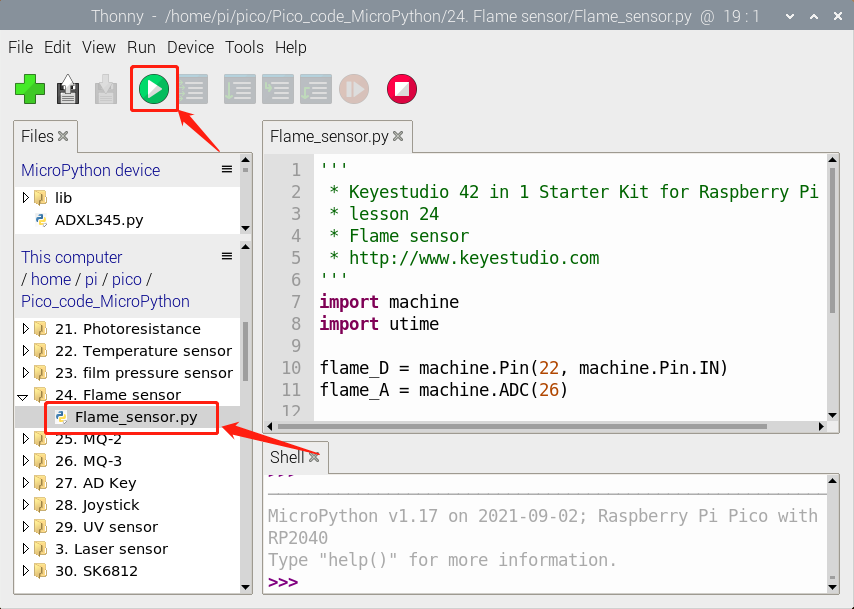 Thonny - /home/pi/pico/Pico_code_MicroPython/24. Flame sensor/Flame_sensor.py @ 19 : 1
File Edit View Run Device Tools Help
Files
MicroPython device
lib
ADXL345.py
This computer
/ home / pi / pico /
Pico_code_MicroPython
21. Photoresistance
22. Temperature sensor
23. film pressure sensor
24. Flame sensor
Flame_sensor.py
25. MQ-2
26. MQ-3
27. AD Key
28. Joystick
29. UV sensor
3. Laser sensor
30. SK6812
Flame_sensor.py
1 '''
2 * Keyestudio 42 in 1 Starter Kit for Raspberry Pi
3 * lesson 24
4 * Flame sensor
5 * http://www.keyestudio.com
6 '''
7 import machine
8 import utime
9
10 flame_D = machine.Pin(22, machine.Pin.IN)
11 flame_A = machine.ADC(26)
12
Shell
>>>
MicroPython v1.17 on 2021-09-02; Raspberry Pi Pico with
RP2040
Type "help()" for more information.
>>>